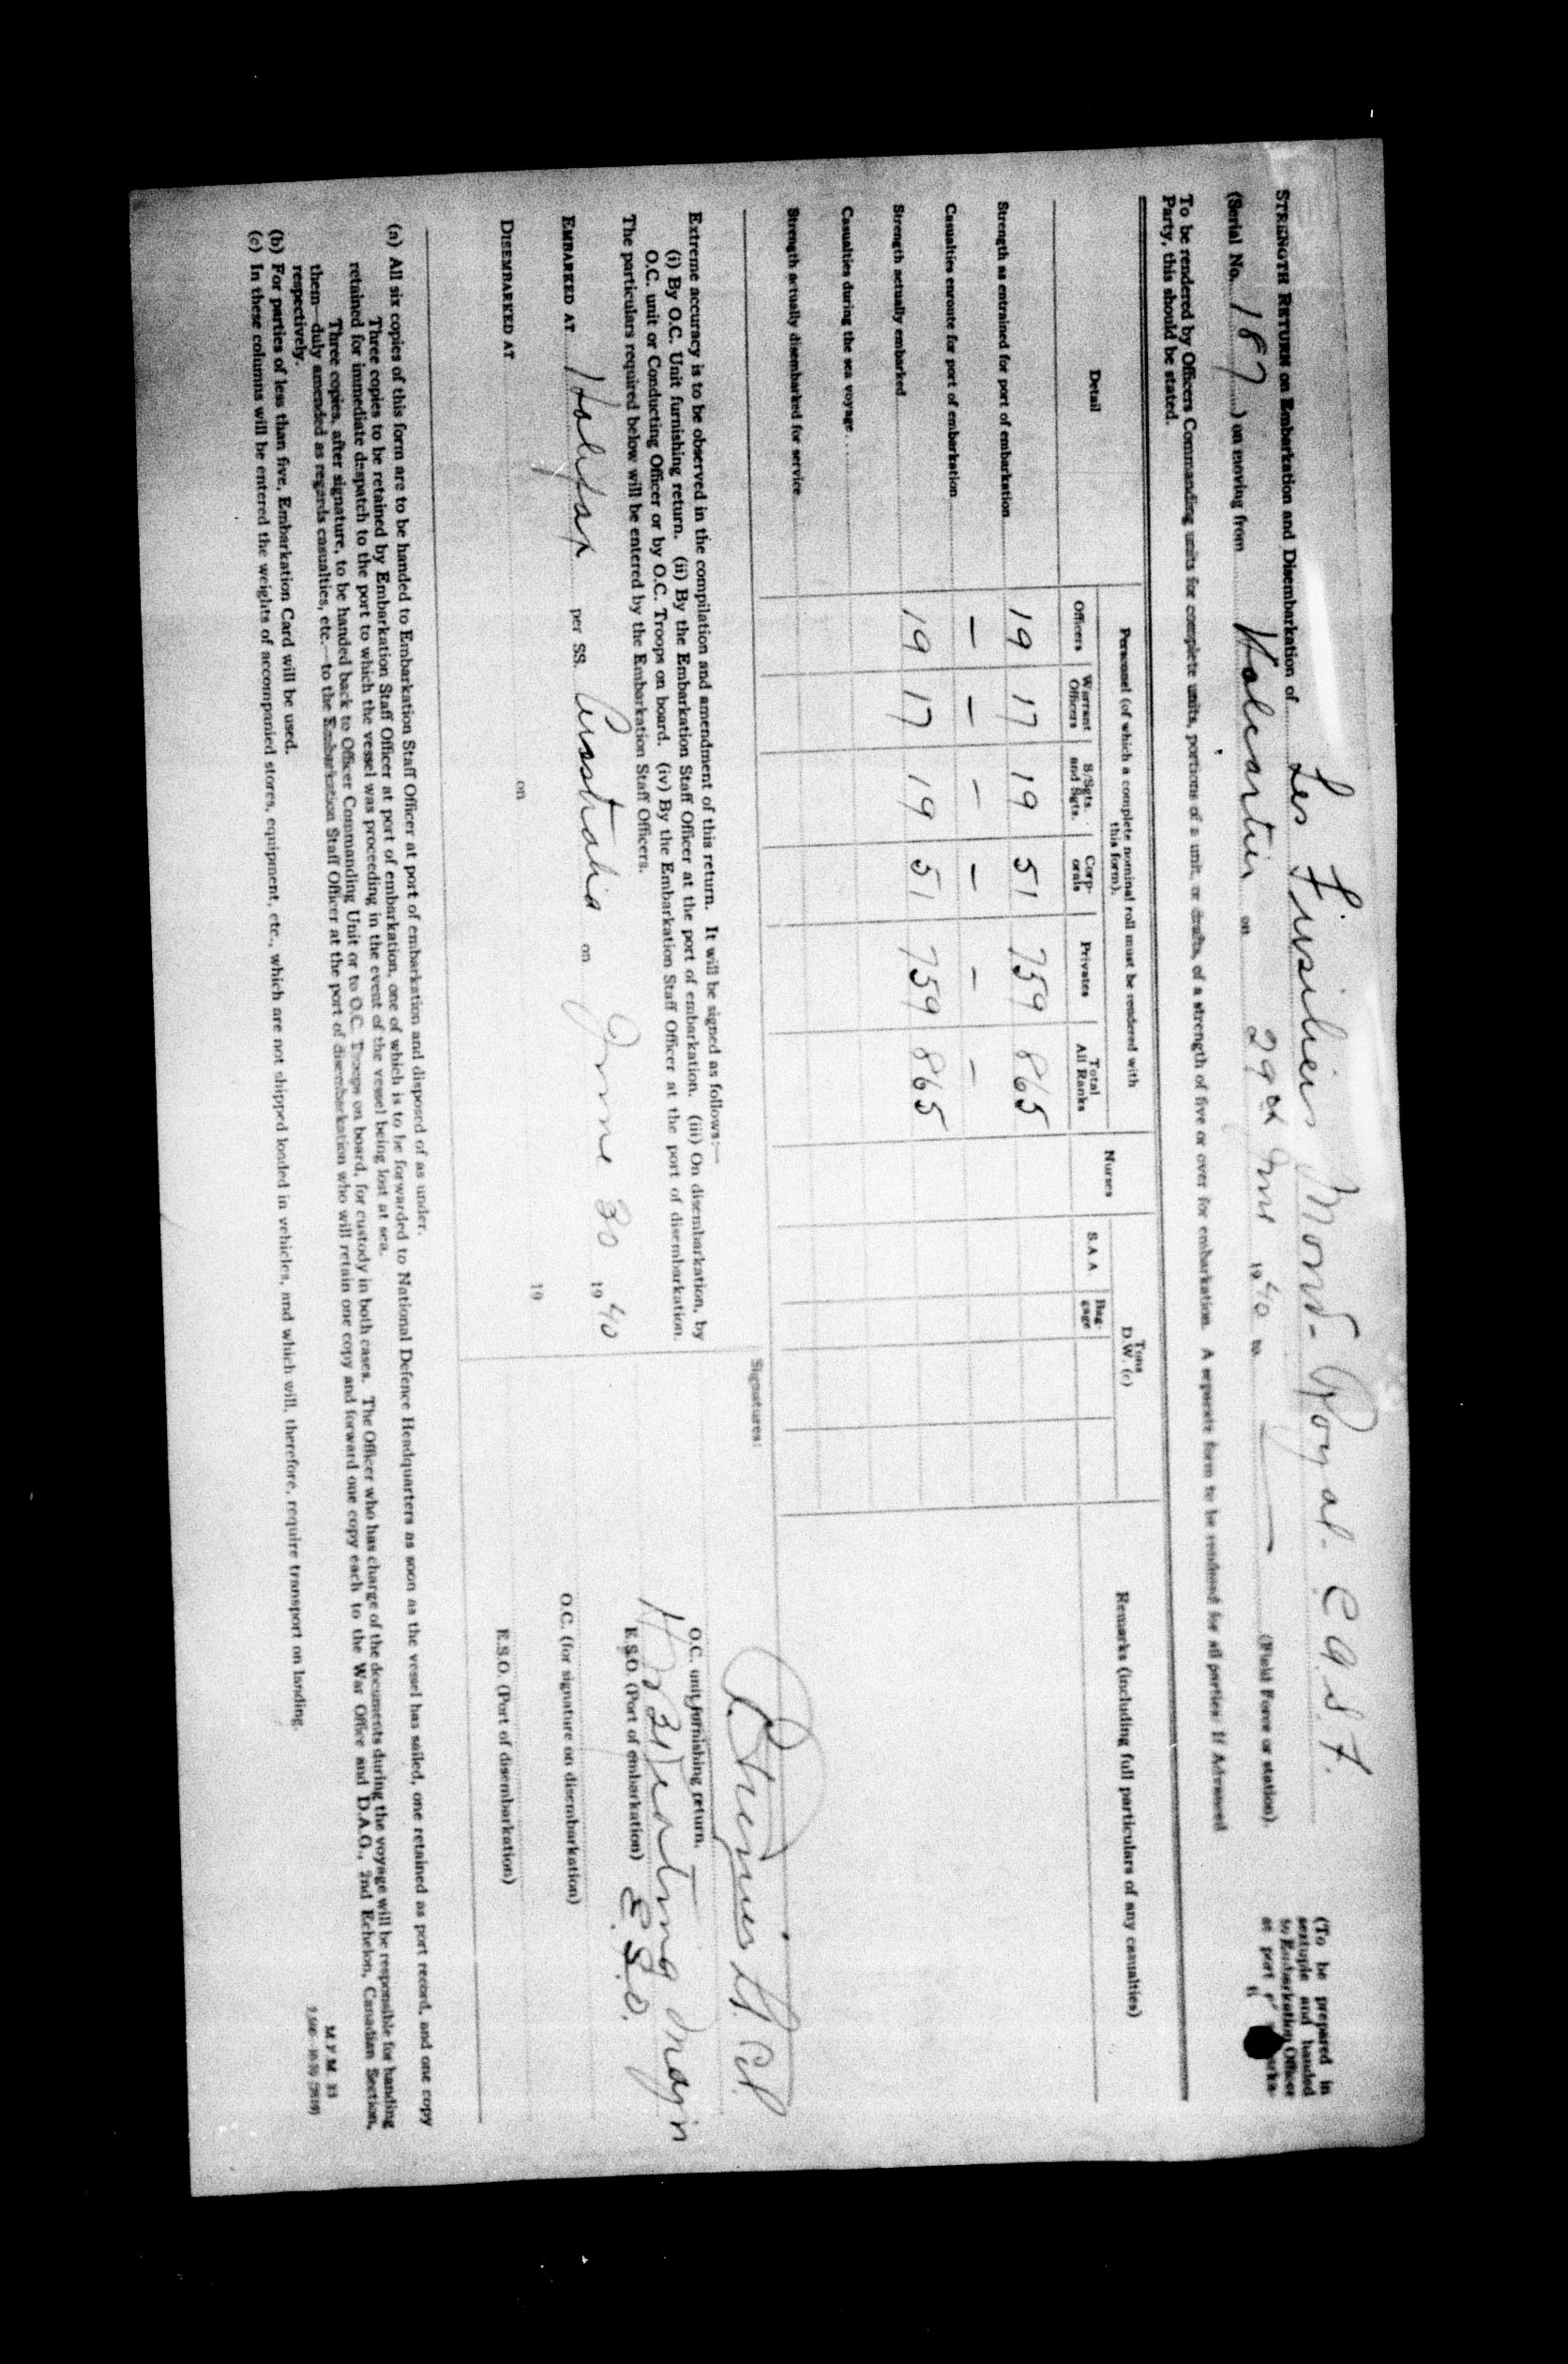 STRENGTH RETURN on Embarkation and Disembarkation of Les Fusiliers Mont-Royal. C.A.S.F.
(Serial No. 187) on moving from Valcartier on 29th June 1940 to — (Field Force or station).
(To be prepared in
sextuple and handed
to Embarkation Officer
at port
To be rendered by Officers Commanding units for complete units, portions of a unit, or drafts, of a strength of five or over for embarkation. A separate form to be rendered for all parties. If Advanced
Party, this should be stated.
Detail
Personnel (of which a complete nominal roll must be rendered with
this form).
Tons
D.W. (c)
Remarks (including full particulars of any casualties)
Officers Warrant Officers S/Sgts. and Sgts. Corporals Privates Total All Ranks Nurses S.A.A. Baggage
Strength as entrained for port of embarkation 19 17 19 51 759 865
Casualties enroute for port of embarkation — — — — — —
Strength actually embarked 19 17 19 51 759 865
Casualties during the sea voyage
Strength actually disembarked for service
Signatures:
Extreme accuracy is to be observed in the compilation and amendment of this return. It will be signed as follows:—
(i) By O.C. Unit furnishing return. (ii) By the Embarkation Staff Officer at the port of embarkation. (iii) On disembarkation, by
O.C. unit or Conducting Officer or by O.C. Troops on board. (iv) By the Embarkation Staff Officer at the port of disembarkation.
The particulars required below will be entered by the Embarkation Staff Officers.
O.C. unit furnishing return.
E.S.O. (Port of embarkation) E.S.O.
EMBARKED AT Halifax per SS. Australia on June 30 1940
O.C. (for signature on disembarkation)
DISEMBARKED AT on 19
E.S.O. (Port of disembarkation)
(a) All six copies of this form are to be handed to Embarkation Staff Officer at port of embarkation and disposed of as under.
Three copies to be retained by Embarkation Staff Officer at port of embarkation, one of which is to be forwarded to National Defence Headquarters as soon as the vessel has sailed, one retained as port record, and one copy
retained for immediate despatch to the port to which the vessel was proceeding in the event of the vessel being lost at sea.
Three copies, after signature, to be handed back to Officer Commanding Unit or to O.C. Troops on board, for custody in both cases. The Officer who has charge of the documents during the voyage will be responsible for handing
them—duly amended as regards casualties, etc.—to the Embarkation Staff Officer at the port of disembarkation who will retain one copy and forward one copy each to the War Office and D.A.G., 2nd Echelon, Canadian Section,
respectively.
(b) For parties of less than five, Embarkation Card will be used.
(c) In these columns will be entered the weights of accompanied stores, equipment, etc., which are not shipped loaded in vehicles, and which will, therefore, require transport on landing.
M.F.M. 33